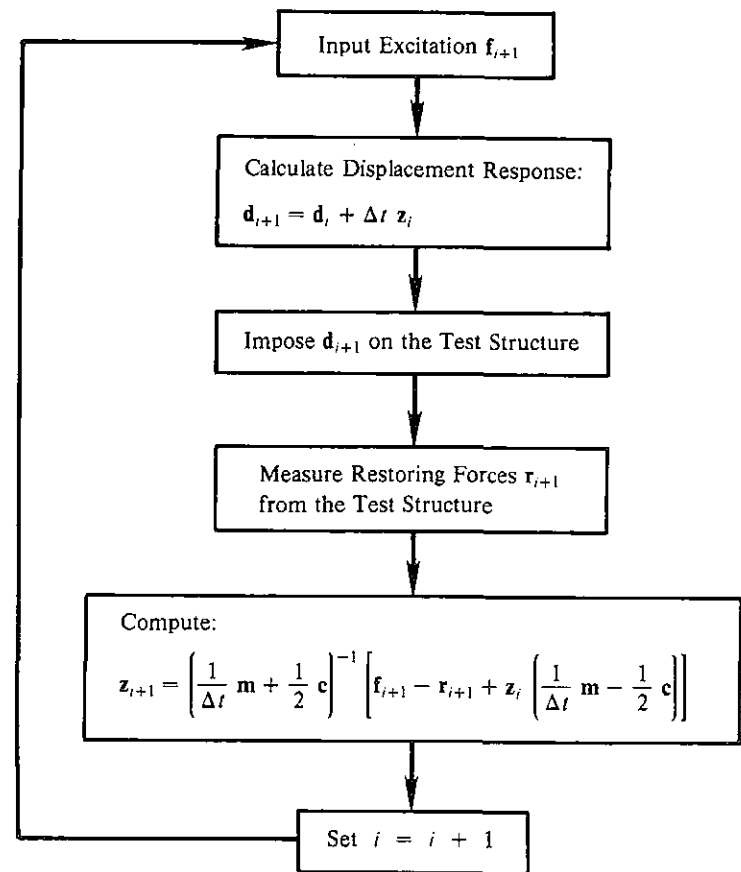 Input Excitation f_{i+1}
Calculate Displacement Response:
d_{i+1} = d_i + Δt z_i
Impose d_{i+1} on the Test Structure
Measure Restoring Forces r_{i+1}
from the Test Structure
Compute:
z_{i+1} = (1/Δt m + 1/2 c)^{-1} [f_{i+1} − r_{i+1} + z_i (1/Δt m − 1/2 c)]
Set i = i + 1